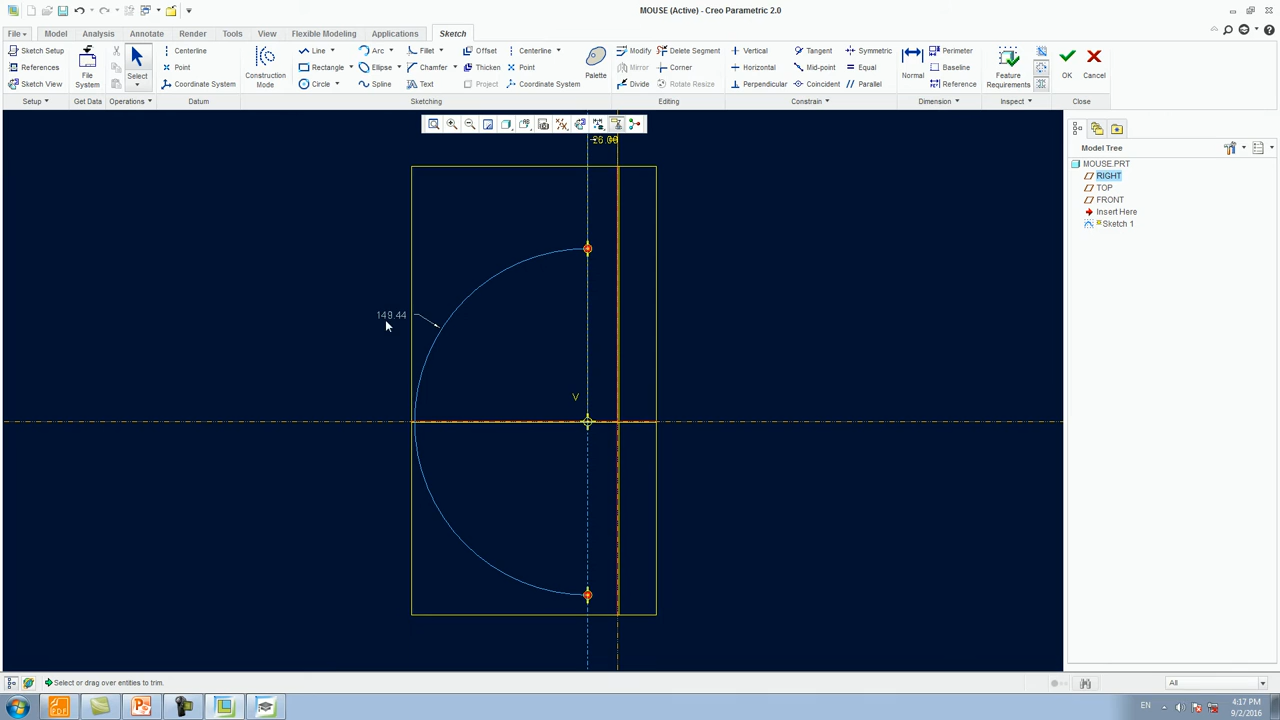 MOUSE (Active) - Creo Parametric 2.0
File Model Analysis Annotate Render Tools View Flexible Modeling Applications Sketch
Sketch Setup
References
Sketch View
Setup
File System
Get Data
Select
Operations
Centerline
Point
Coordinate System
Datum
Construction Mode
Line Arc Fillet Offset Centerline
Rectangle Ellipse Chamfer Thicken Point
Circle Spline Text Project Coordinate System
Palette
Sketching
Modify Delete Segment
Mirror Corner
Divide Rotate Resize
Editing
Vertical Tangent Symmetric
Horizontal Mid-point Equal
Perpendicular Coincident Parallel
Constrain
Normal
Perimeter
Baseline
Reference
Dimension
Feature Requirements
Inspect
OK
Cancel
Close
26.00
149.44
V
Model Tree
MOUSE.PRT
RIGHT
TOP
FRONT
Insert Here
Sketch 1
Select or drag over entities to trim.
All
EN
4:17 PM
9/2/2016